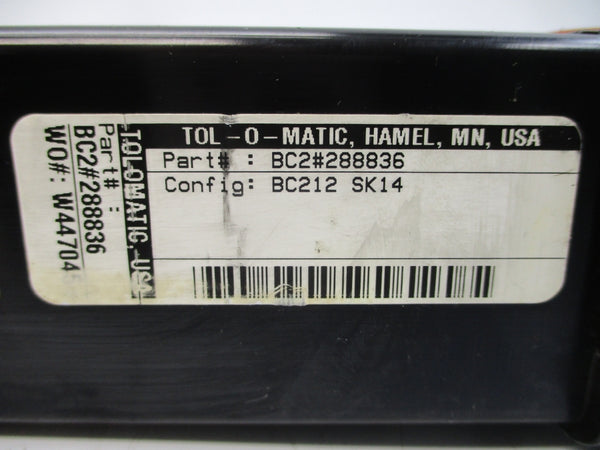 TOL-O-MATIC, HAMEL, MN, USA
Part# : BC2#288836
Config: BC212 SK14
TOLOMATIC, USA
Part# :
BC2#288836
WO#: W44704